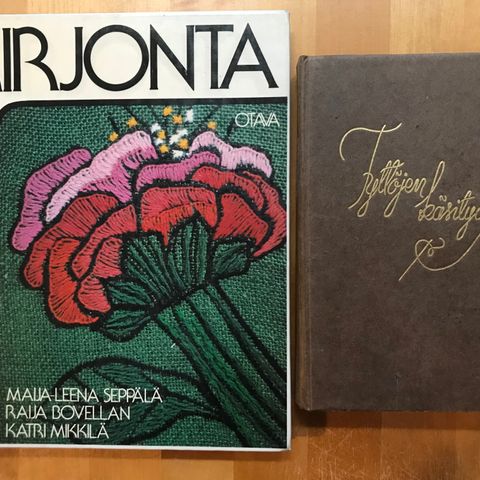 IRJONTA
OTAVA
MAIJA-LEENA SEPPÄLÄ
RAIJA BOVELLAN
KATRI MIKKILÄ
Tyttöjen
käsityö